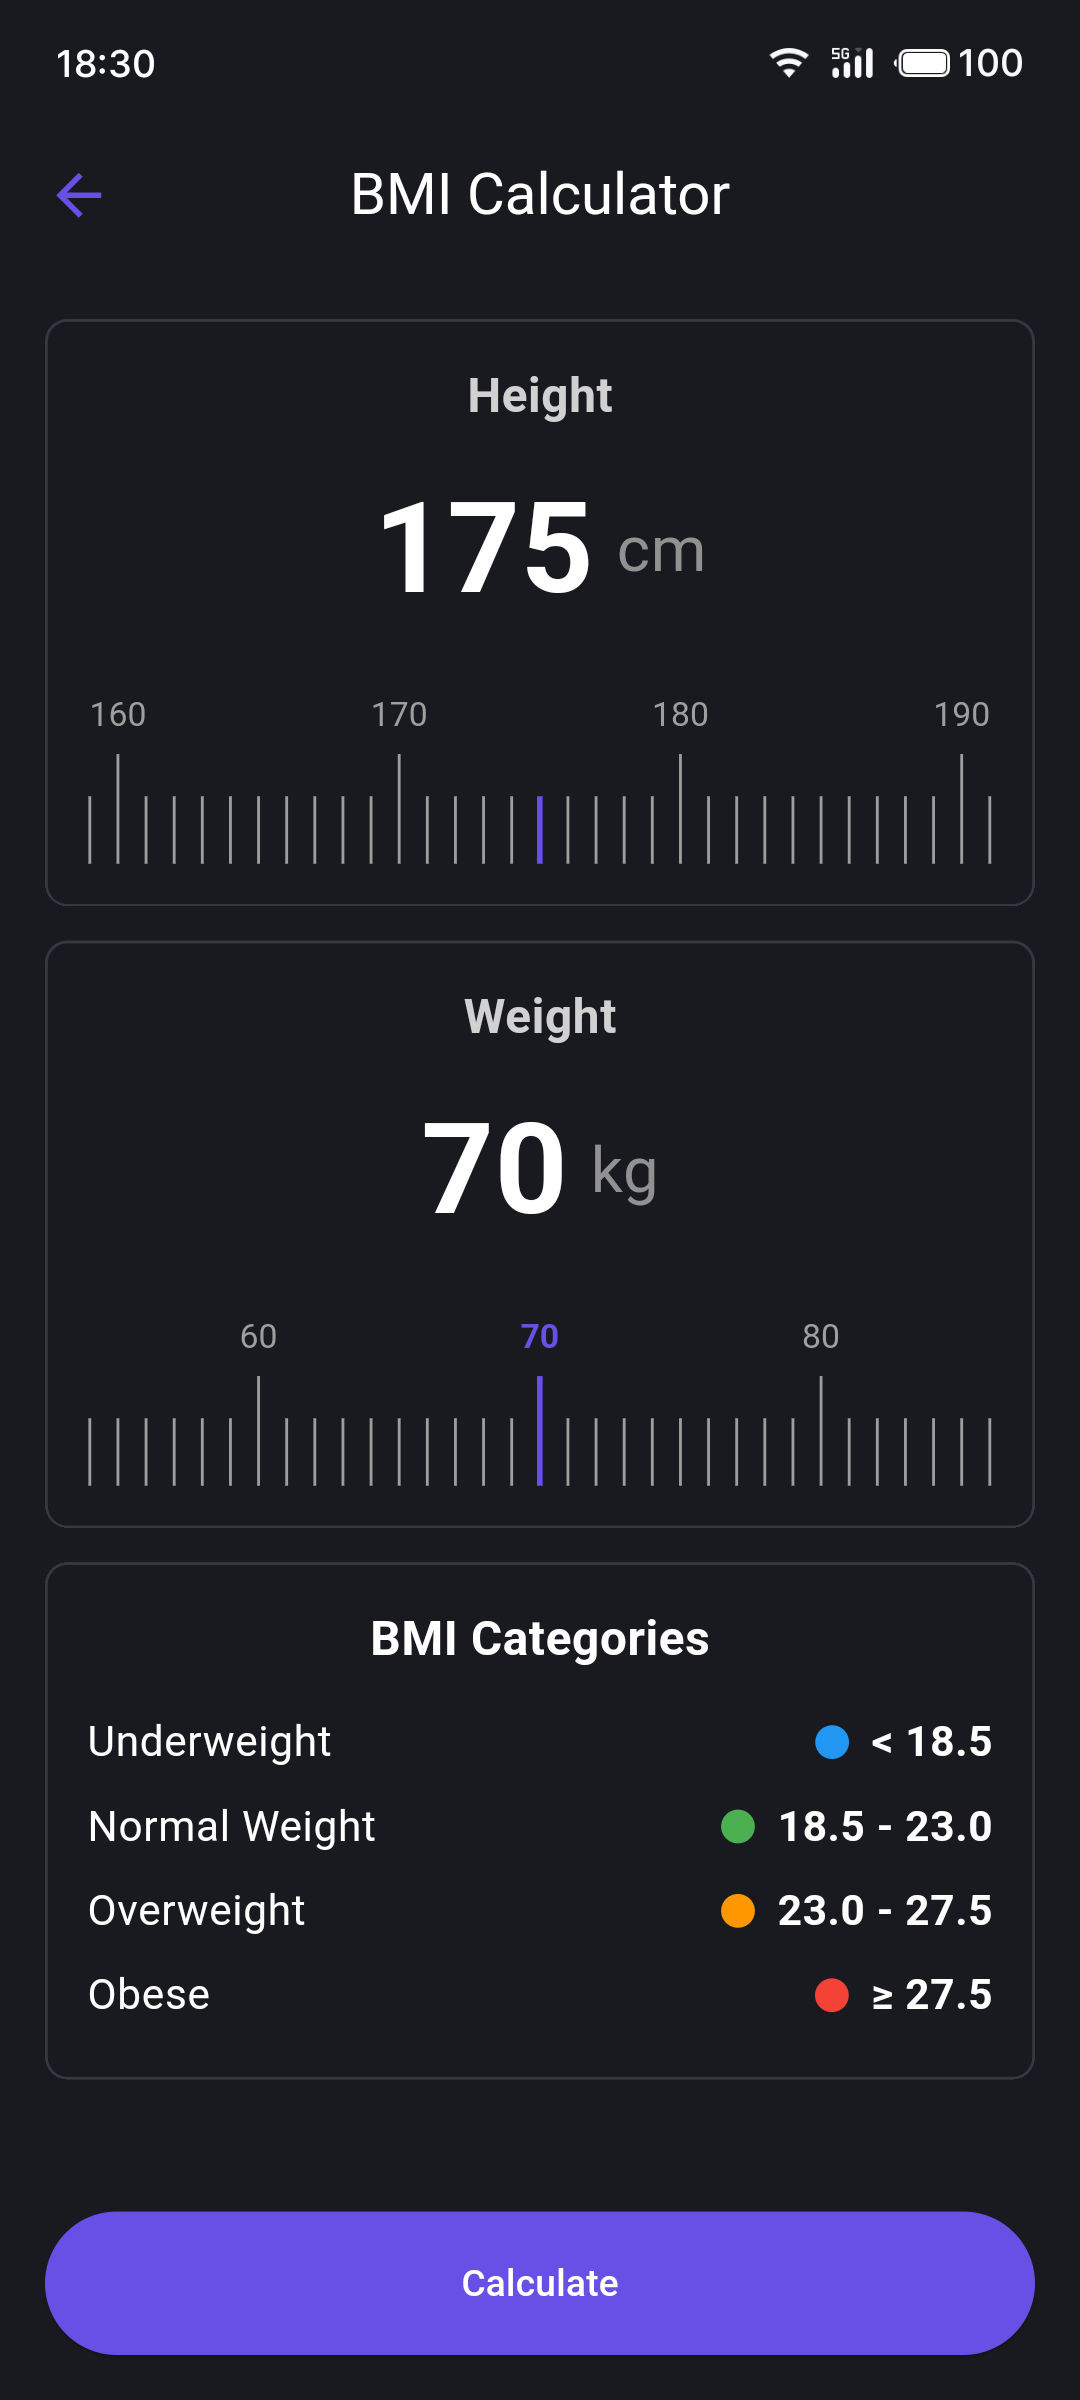 18:30 5G 100
BMI Calculator
Height
175 cm
160 170 180 190
Weight
70 kg
60 70 80
BMI Categories
Underweight < 18.5
Normal Weight 18.5 - 23.0
Overweight 23.0 - 27.5
Obese ≥ 27.5
Calculate